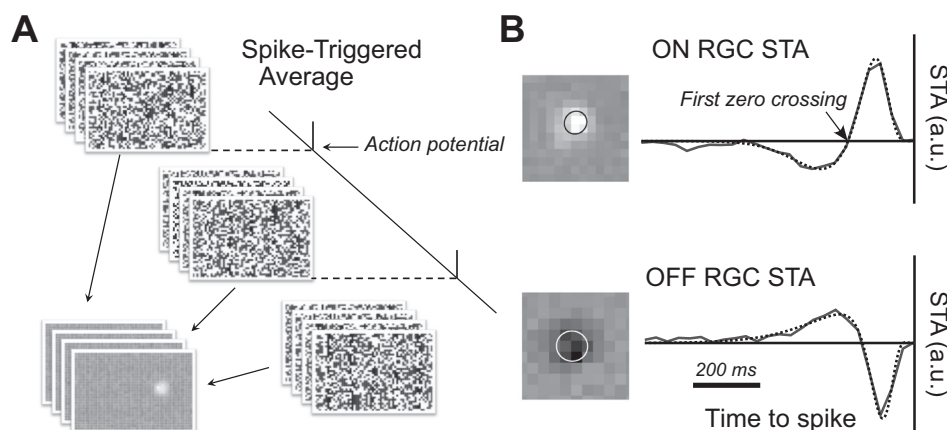 A
Spike-Triggered
Average
Action potential
B
ON RGC STA
First zero crossing
STA (a.u.)
OFF RGC STA
STA (a.u.)
200 ms
Time to spike